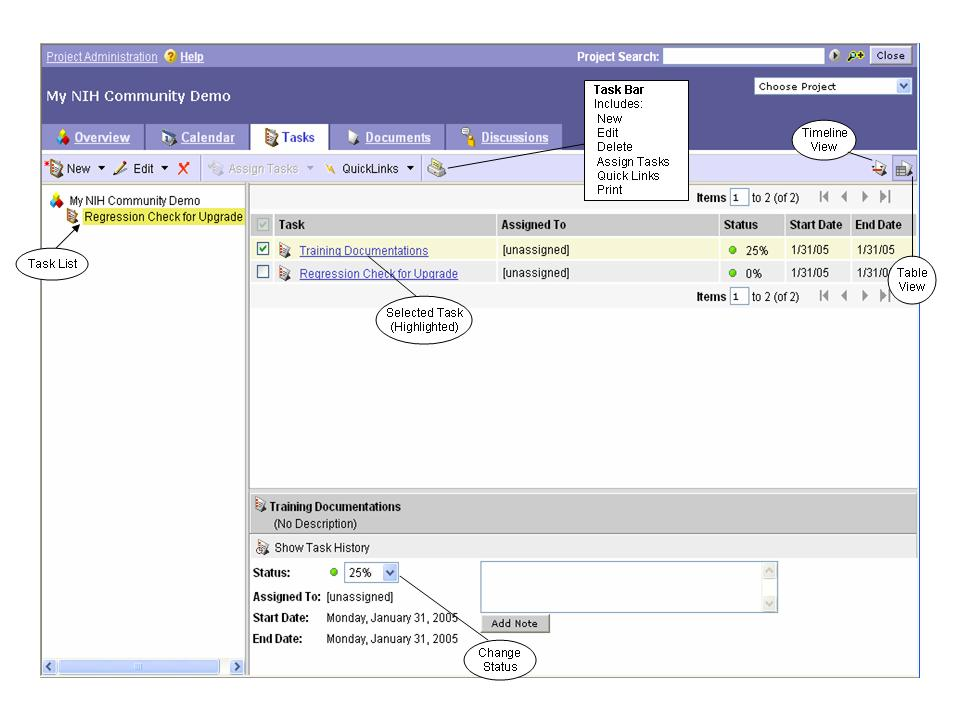 Project Administration ? Help Project Search: Close
My NIH Community Demo Choose Project
Task Bar
Includes:
New
Edit
Delete
Assign Tasks
Quick Links
Print
Overview Calendar Tasks Documents Discussions
Timeline
View
New Edit Assign Tasks QuickLinks
My NIH Community Demo
Regression Check for Upgrade
Task List
Items 1 to 2 (of 2)
Task Assigned To Status Start Date End Date
Training Documentations [unassigned] 25% 1/31/05 1/31/05
Regression Check for Upgrade [unassigned] 0% 1/31/05 1/31/0
Items 1 to 2 (of 2)
Table
View
Selected Task
(Highlighted)
Training Documentations
(No Description)
Show Task History
Status: 25%
Assigned To: [unassigned]
Start Date: Monday, January 31, 2005
Add Note
End Date: Monday, January 31, 2005
Change
Status